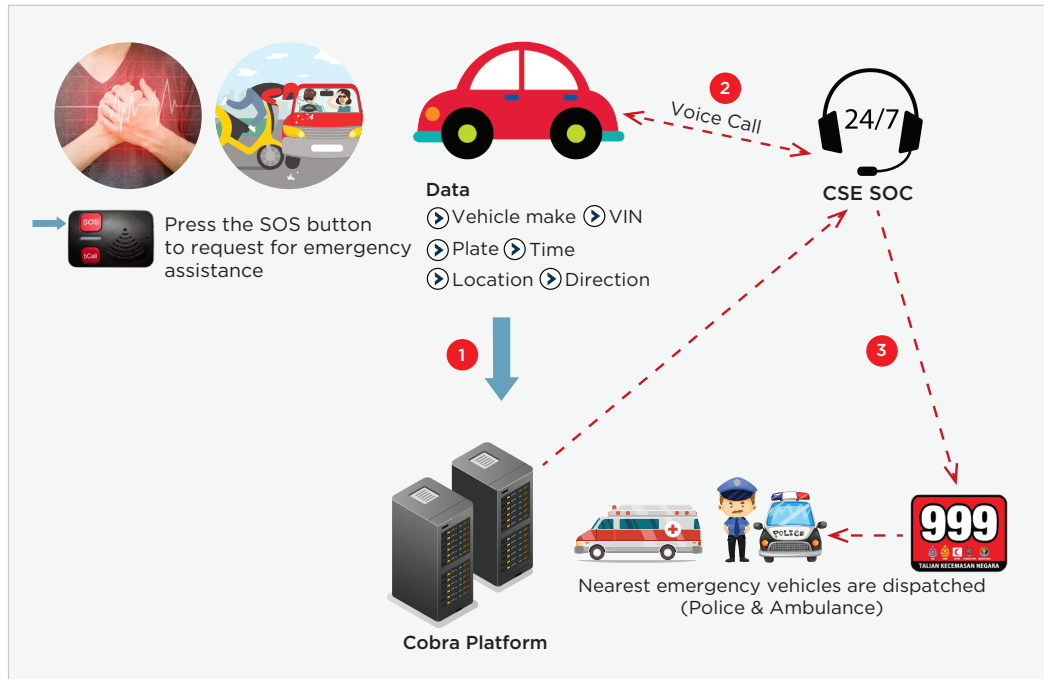 SOS
bCall
Press the SOS button
to request for emergency
assistance
Data
Vehicle make VIN
Plate Time
Location Direction
1
2
Voice Call
24/7
CSE SOC
3
Cobra Platform
POLICE
999
TALIAN KECEMASAN NEGARA
Nearest emergency vehicles are dispatched
(Police & Ambulance)